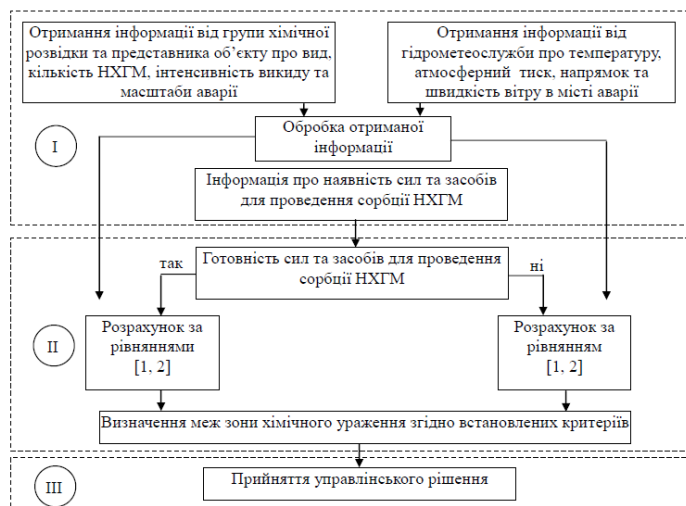 Отримання інформації від групи хімічної
розвідки та представника об’єкту про вид,
кількість НХГМ, інтенсивність викиду та
масштаби аварії
Отримання інформації від
гідрометеослужби про температуру,
атмосферний тиск, напрямок та
швидкість вітру в місті аварії
I
Обробка отриманої
інформації
Інформація про наявність сил та засобів
для проведення сорбції НХГМ
Готовність сил та засобів для проведення
сорбції НХГМ
так
ні
II
Розрахунок за
рівняннями
[1, 2]
Розрахунок за
рівнянням
[1, 2]
Визначення меж зони хімічного ураження згідно встановлених критеріїв
III
Прийняття управлінського рішення